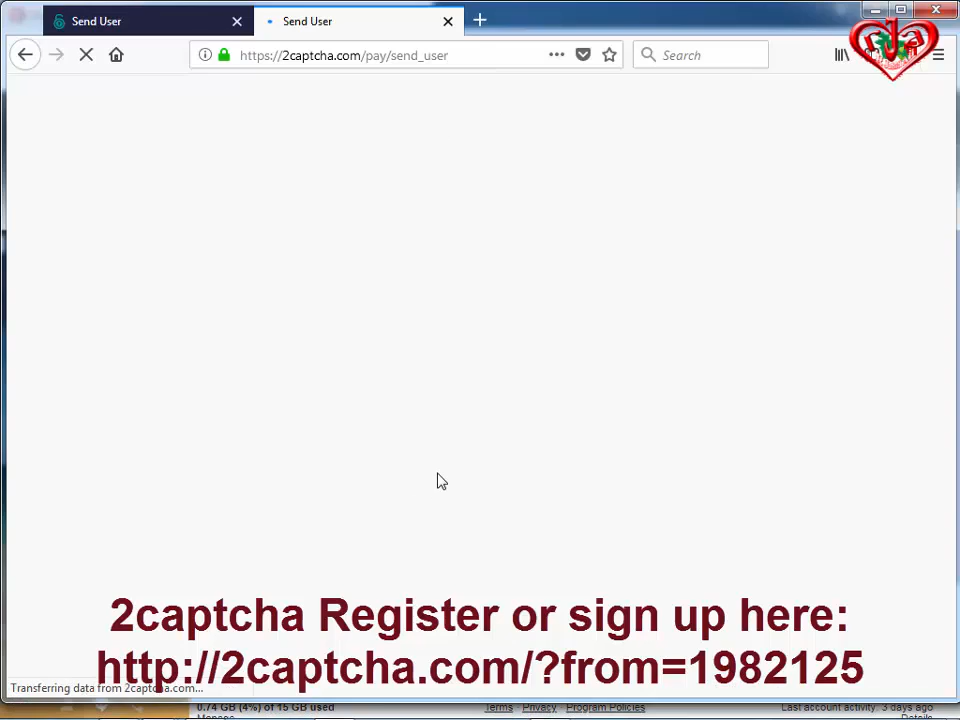 Send User
Send User
https://2captcha.com/pay/send_user
Search
2captcha Register or sign up here:
http://2captcha.com/?from=1982125
Transferring data from 2captcha.com...
0.74 GB (4%) of 15 GB used
Manage
Terms Privacy Program Policies
Last account activity: 3 days ago
Details